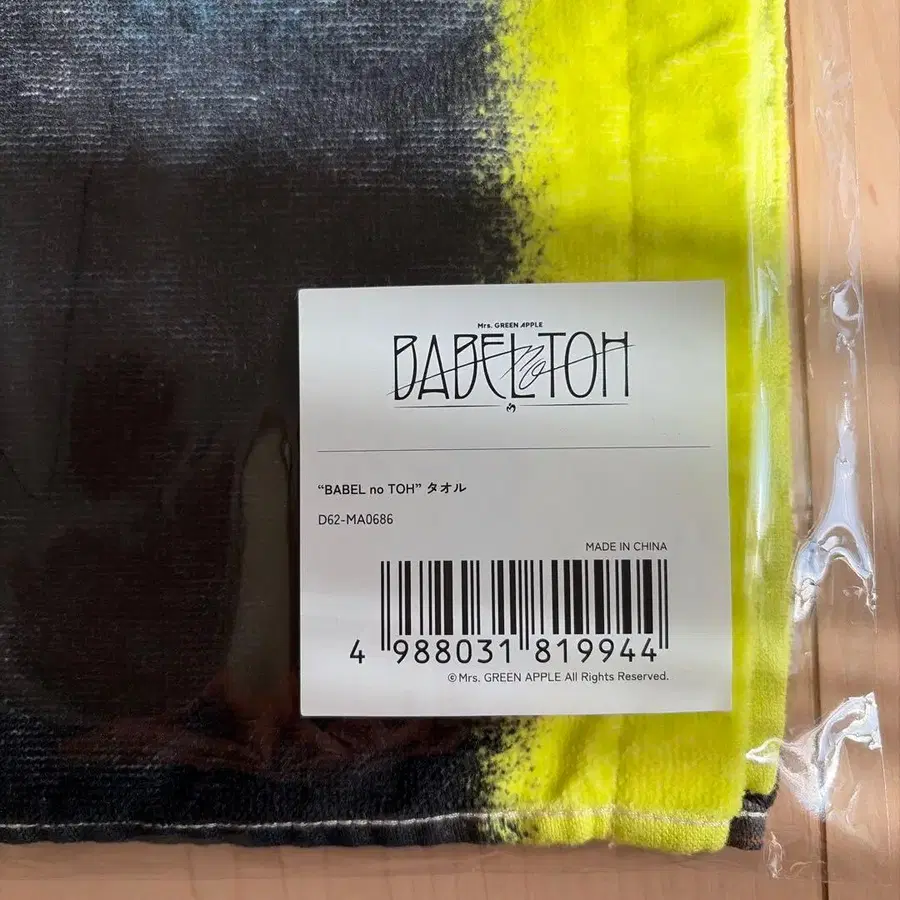 Mrs. GREEN APPLE
BABEL no TOH
“BABEL no TOH” タオル
D62-MA0686
MADE IN CHINA
4 988031 819944
©Mrs. GREEN APPLE All Rights Reserved.